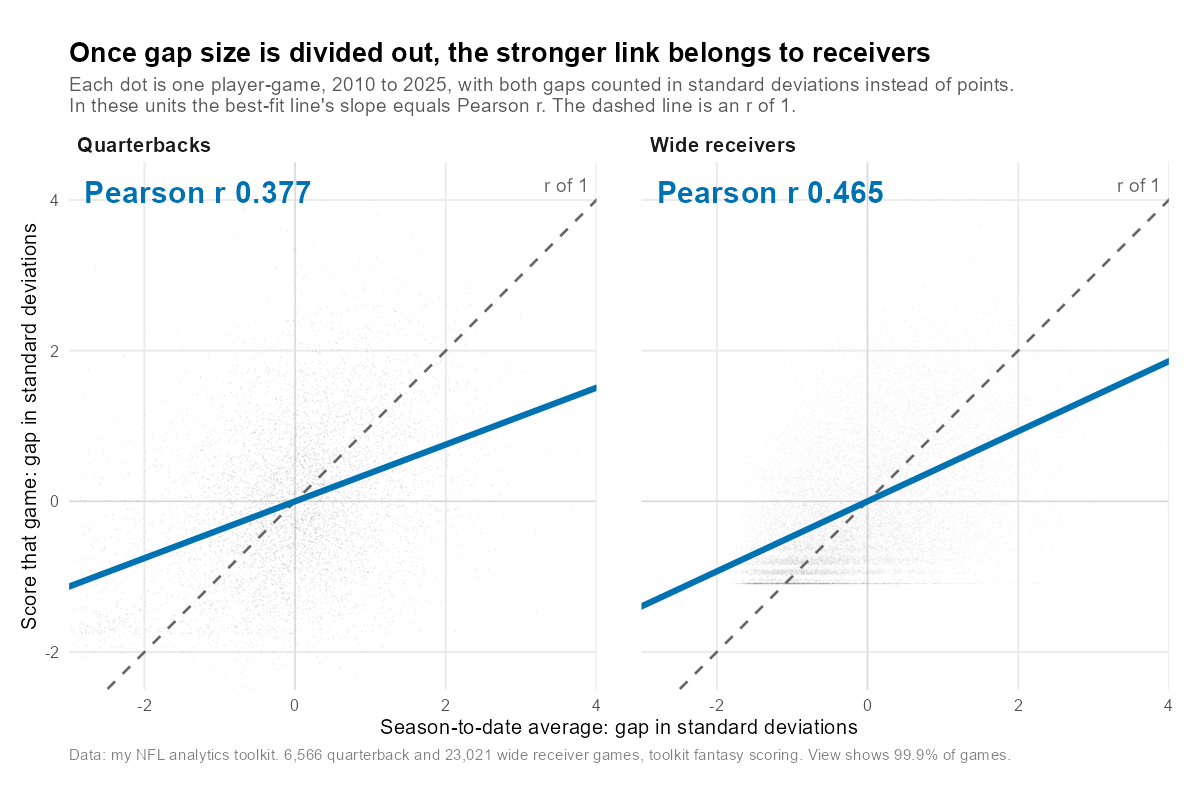 Once gap size is divided out, the stronger link belongs to receivers
Each dot is one player-game, 2010 to 2025, with both gaps counted in standard deviations instead of points.
In these units the best-fit line's slope equals Pearson r. The dashed line is an r of 1.
Quarterbacks
Wide receivers
Pearson r 0.377
r of 1
Pearson r 0.465
r of 1
Score that game: gap in standard deviations
4
2
0
-2
-2
0
2
4
-2
0
2
4
Season-to-date average: gap in standard deviations
Data: my NFL analytics toolkit. 6,566 quarterback and 23,021 wide receiver games, toolkit fantasy scoring. View shows 99.9% of games.